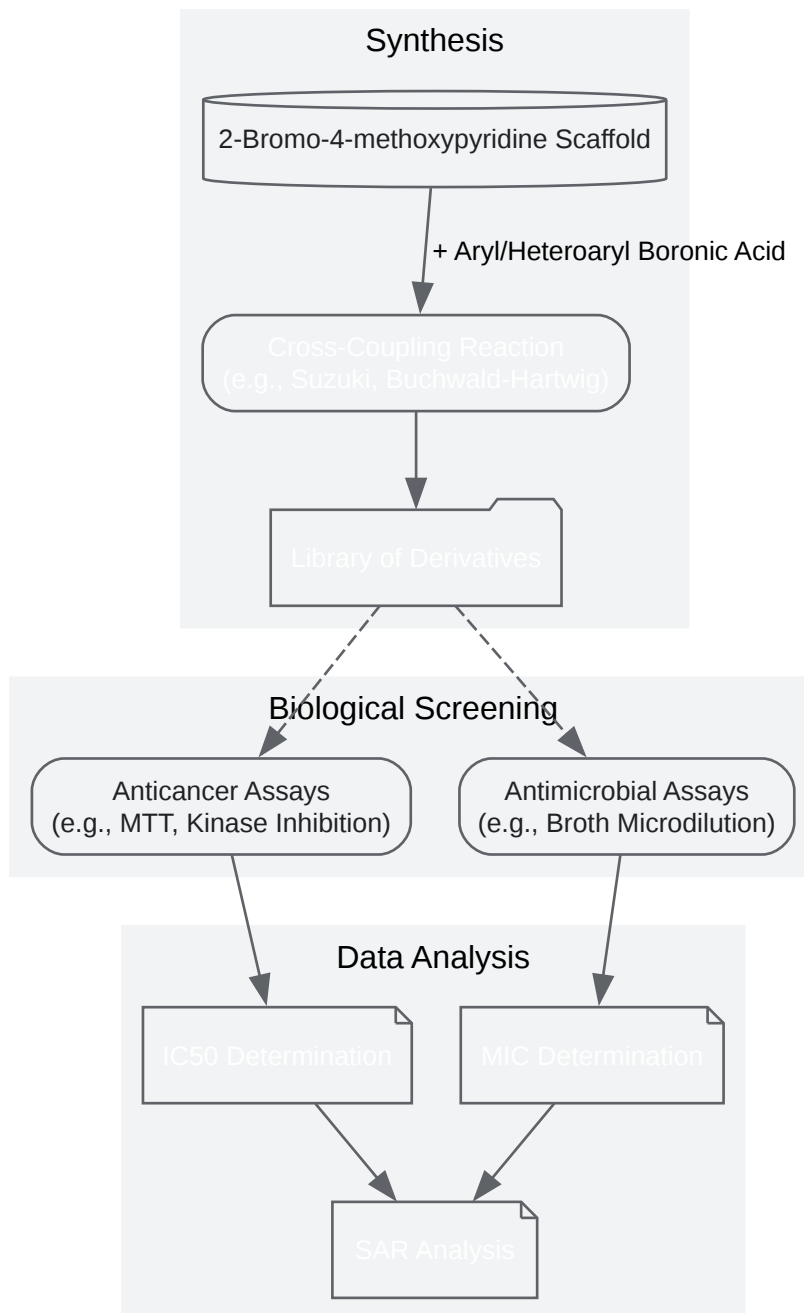 Synthesis
2-Bromo-4-methoxypyridine Scaffold
+ Aryl/Heteroaryl Boronic Acid
Cross-Coupling Reaction
(e.g., Suzuki, Buchwald-Hartwig)
Library of Derivatives
Biological Screening
Anticancer Assays
(e.g., MTT, Kinase Inhibition)
Antimicrobial Assays
(e.g., Broth Microdilution)
Data Analysis
IC50 Determination
MIC Determination
SAR Analysis